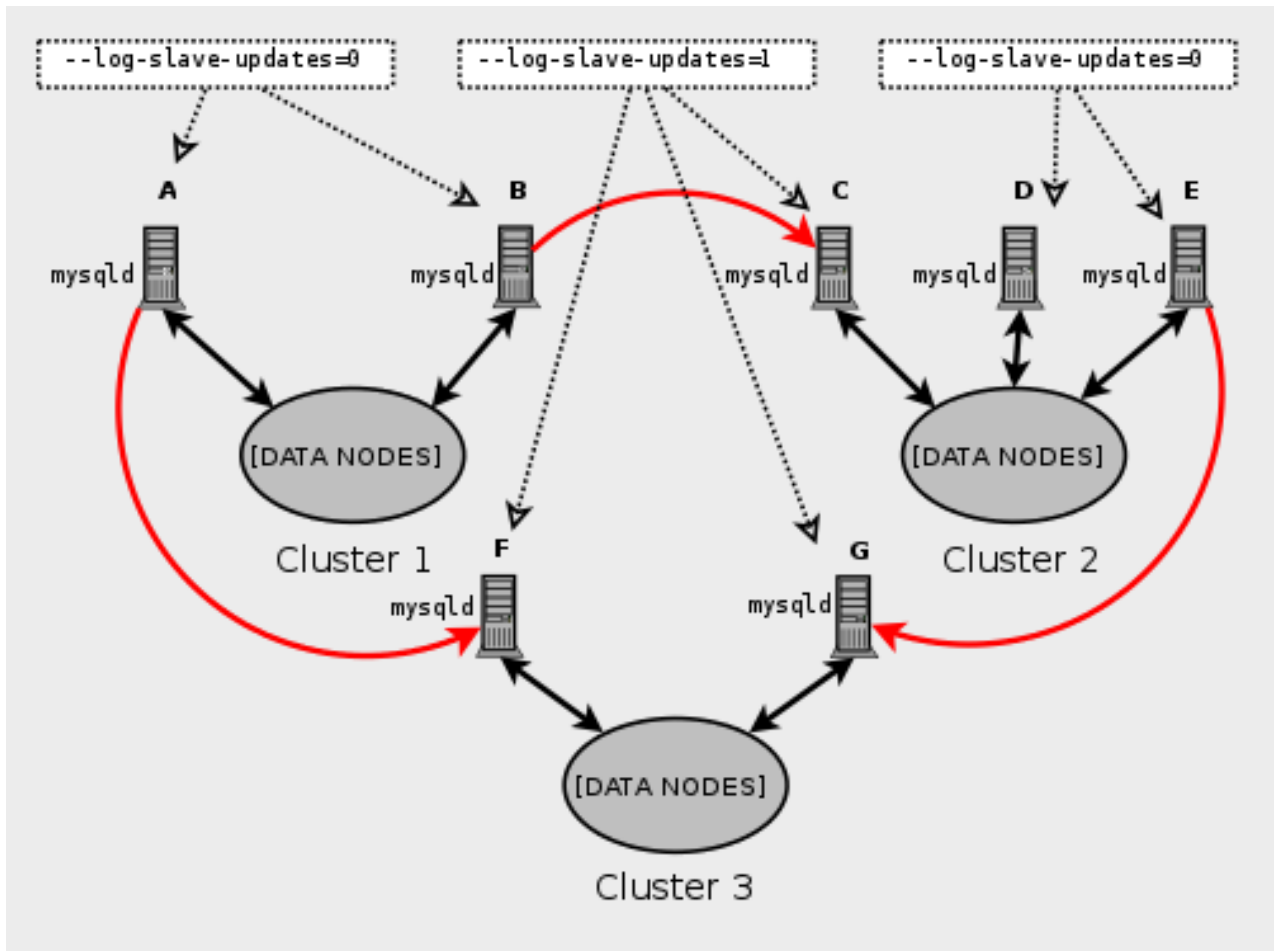 --log-slave-updates=0
--log-slave-updates=1
--log-slave-updates=0
A
B
C
D
E
mysqld
mysqld
mysqld
mysqld
mysqld
[DATA NODES]
[DATA NODES]
Cluster 1
Cluster 2
F
G
mysqld
mysqld
[DATA NODES]
Cluster 3